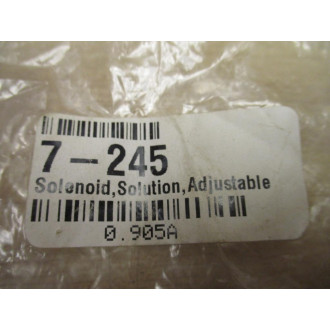 7-245
Solenoid,Solution,Adjustable
0.905A